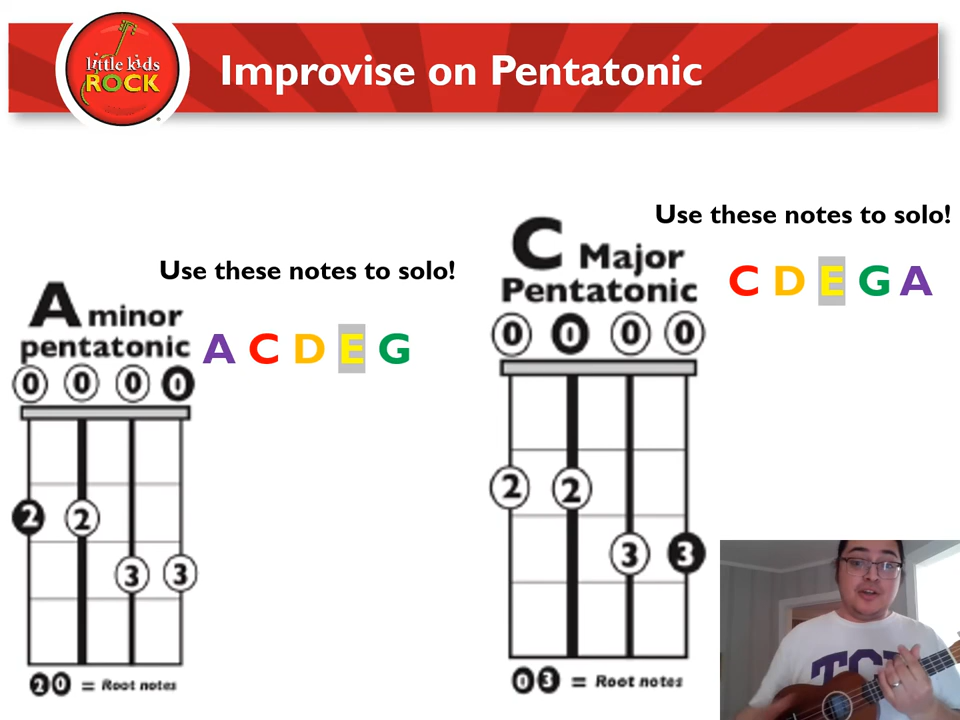 little kids
ROCK
Improvise on Pentatonic
Use these notes to solo!
A minor
pentatonic
A C D E G
0 0 0 0
2 2
3 3
2 0 = Root notes
Use these notes to solo!
C Major
Pentatonic
C D E G A
0 0 0 0
2 2
3 3
0 3 = Root notes